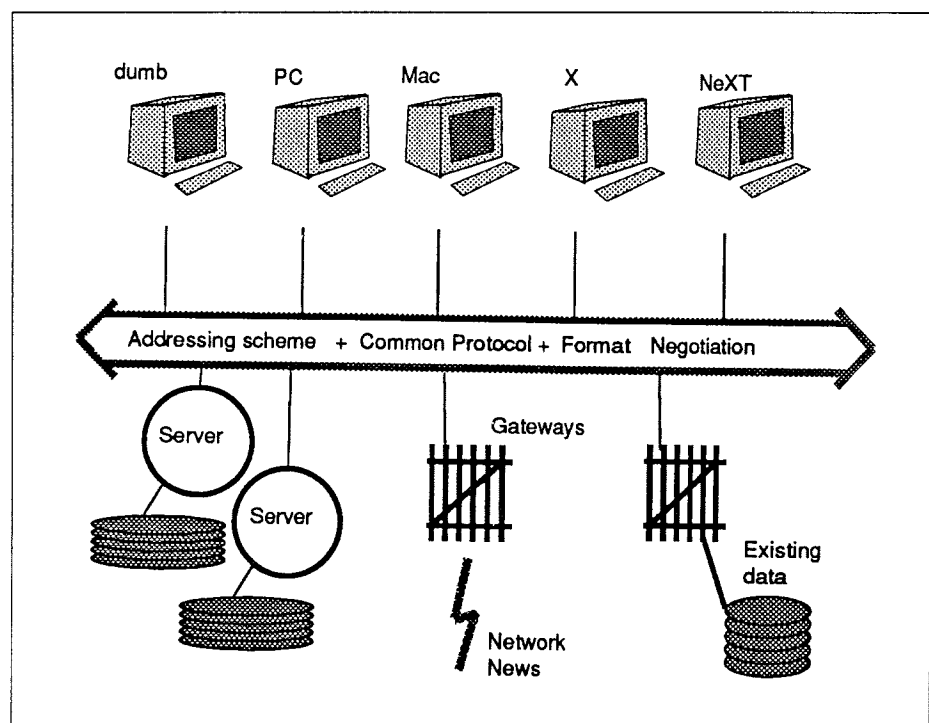 dumb
PC
Mac
X
NeXT
Addressing scheme + Common Protocol + Format Negotiation
Server
Gateways
Server
Existing
data
Network
News